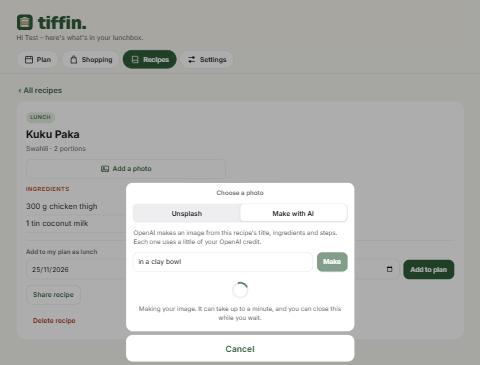 tiffin.
Hi Test – here's what's in your lunchbox.
Plan
Shopping
Recipes
Settings
‹ All recipes
LUNCH
Kuku Paka
Swahili · 2 portions
Add a photo
INGREDIENTS
300 g chicken thigh
1 tin coconut milk
Add to my plan as lunch
25/11/2026
Add to plan
Share recipe
Delete recipe
Choose a photo
Unsplash
Make with AI
OpenAI makes an image from this recipe's title, ingredients and steps.
Each one uses a little of your OpenAI credit.
in a clay bowl
Make
Making your image. It can take up to a minute, and you can close this
while you wait.
Cancel